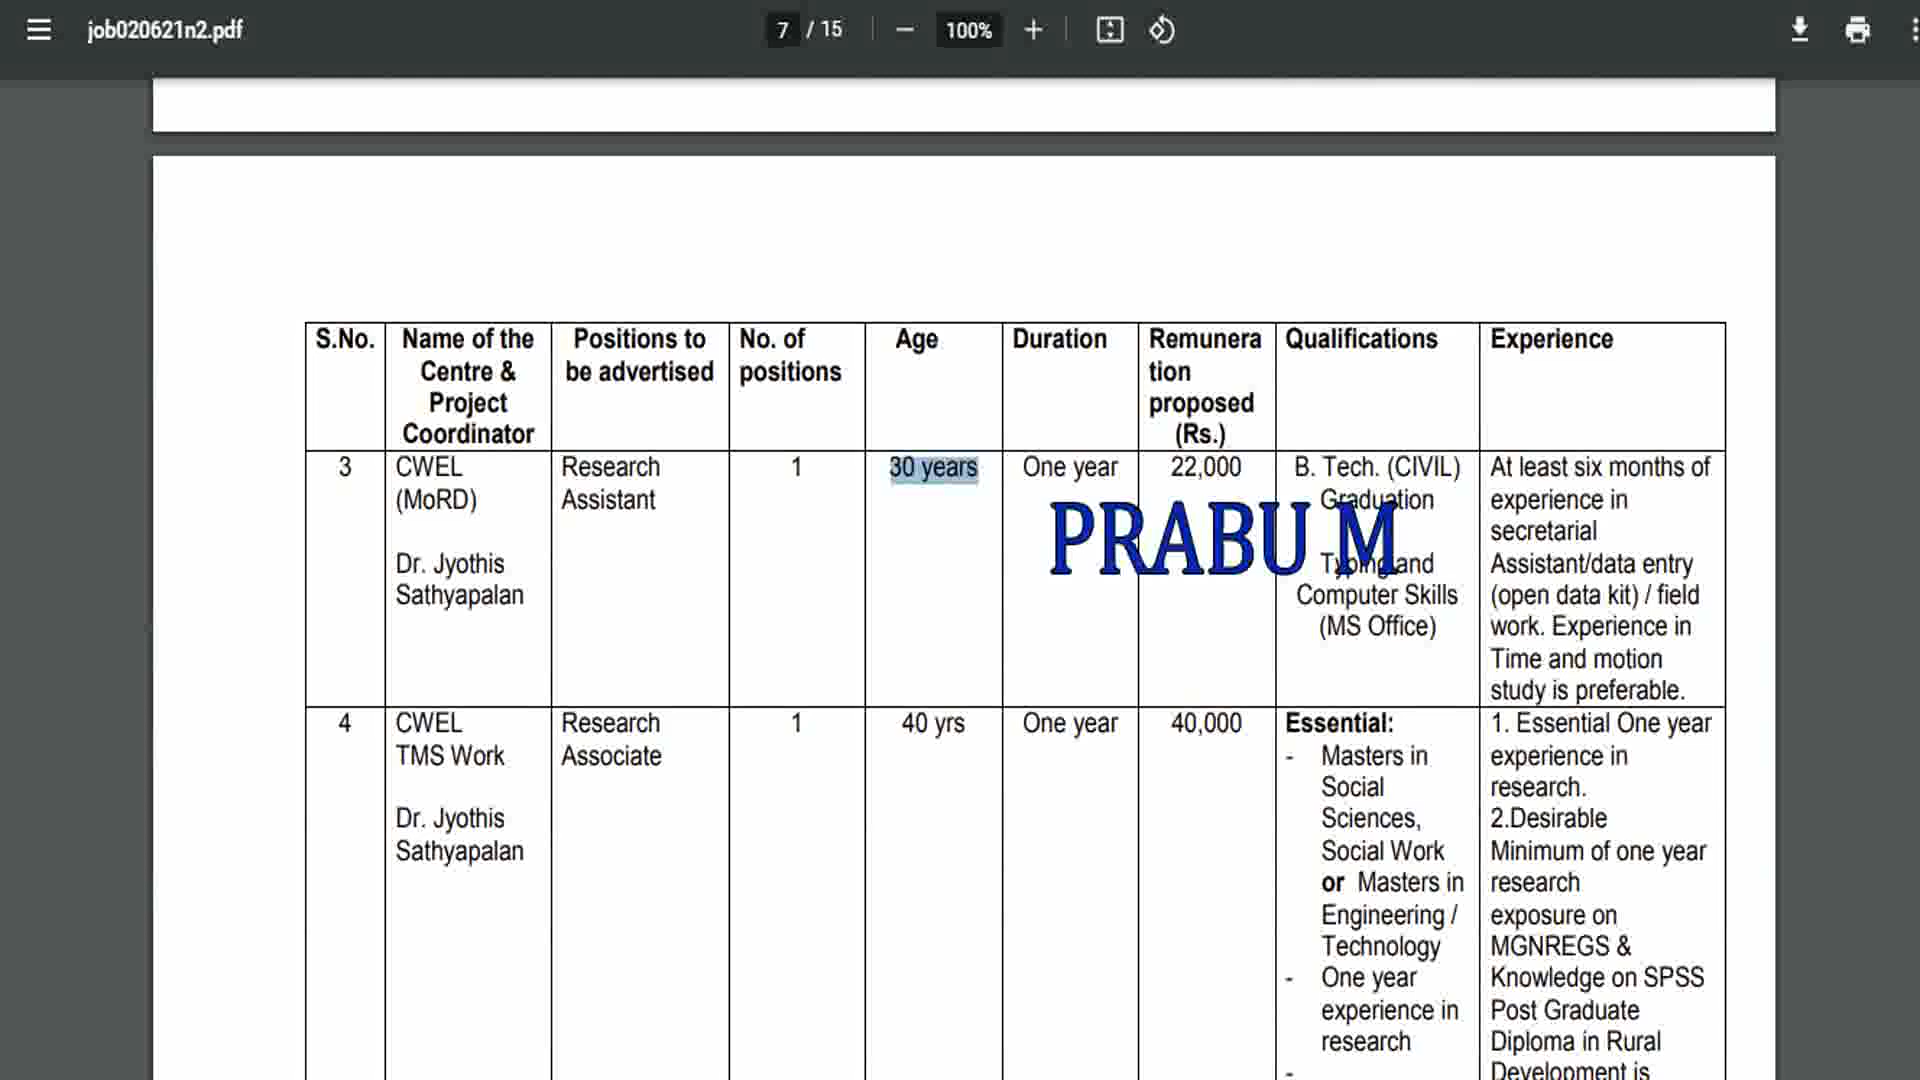 job020621n2.pdf
7 / 15
100%
S.No.
Name of the
Centre &
Project
Coordinator
Positions to
be advertised
No. of
positions
Age
Duration
Remunera
tion
proposed
(Rs.)
Qualifications
Experience
3
CWEL
(MoRD)
Dr. Jyothis
Sathyapalan
Research
Assistant
1
30 years
One year
22,000
B. Tech. (CIVIL)
Graduation
Typing and
Computer Skills
(MS Office)
At least six months of
experience in
secretarial
Assistant/data entry
(open data kit) / field
work. Experience in
Time and motion
study is preferable.
PRABU M
4
CWEL
TMS Work
Dr. Jyothis
Sathyapalan
Research
Associate
1
40 yrs
One year
40,000
Essential:
- Masters in
Social
Sciences,
Social Work
or Masters in
Engineering /
Technology
- One year
experience in
research
-
1. Essential One year
experience in
research.
2.Desirable
Minimum of one year
research
exposure on
MGNREGS &
Knowledge on SPSS
Post Graduate
Diploma in Rural
Development is